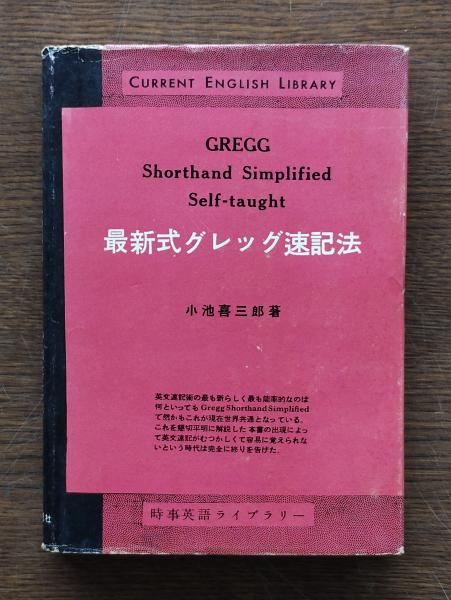 CURRENT ENGLISH LIBRARY
GREGG
Shorthand Simplified
Self-taught
最新式グレッグ速記法
小池喜三郎著
英文速記術の最も新らしく最も能率的なのは
何といっても Gregg Shorthand Simplified
で然かもこれが現在世界共通となっている。
これを懇切平明に解説した本書の出現によっ
て英文速記がむつかしくて容易に覚えられな
いという時代は完全に終りを告げた。
時事英語ライブラリー
社